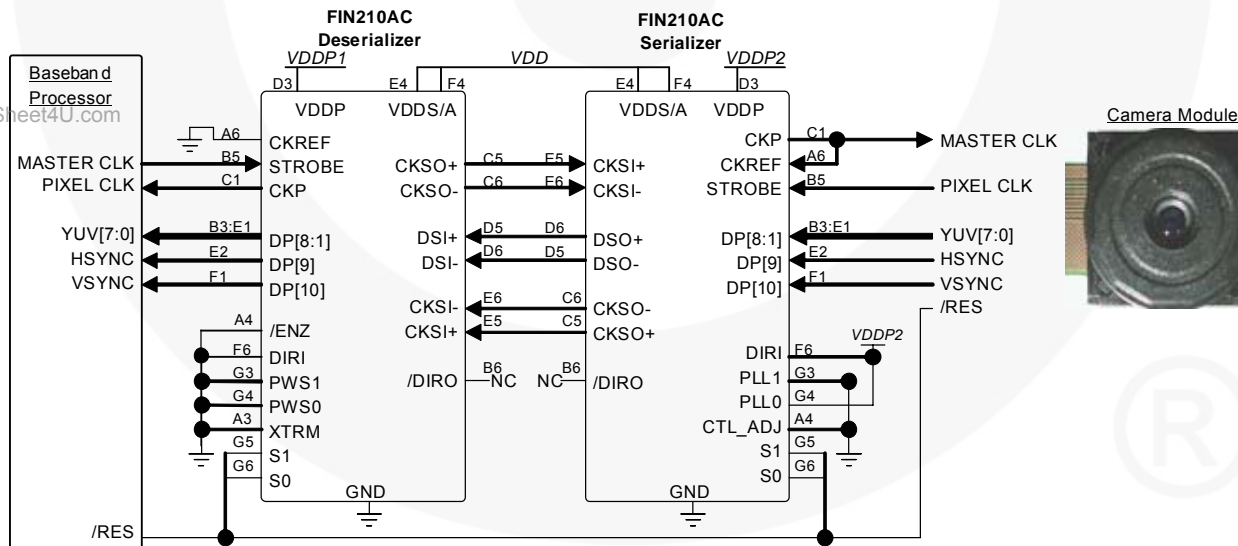 FIN210AC
Deserializer
FIN210AC
Serializer
VDDP1
VDD
VDDP2
Baseband
Processor
Sheet4U.com
D3
E4
F4
E4
F4
D3
VDDP
VDDS/A
VDDS/A
VDDP
Camera Module
A6
CKREF
CKP
C1
MASTER CLK
MASTER CLK
B5
STROBE
CKSO+
C5
E5
CKSI+
CKREF
A6
PIXEL CLK
C1
CKP
CKSO-
C6
E6
CKSI-
STROBE
B5
PIXEL CLK
YUV[7:0]
B3:E1
DP[8:1]
DSI+
D5
D6
DSO+
DP[8:1]
B3:E1
YUV[7:0]
HSYNC
E2
DP[9]
DSI-
D6
D5
DSO-
DP[9]
E2
HSYNC
VSYNC
F1
DP[10]
DP[10]
F1
VSYNC
CKSI-
E6
C6
CKSO-
/RES
A4
/ENZ
CKSI+
E5
C5
CKSO+
VDDP2
F6
DIRI
DIRI
F6
G3
PWS1
/DIRO
B6
NC
NC
B6
/DIRO
PLL1
G3
G4
PWS0
PLL0
G4
A3
XTRM
CTL_ADJ
A4
G5
S1
S1
G5
G6
S0
S0
G6
GND
GND
/RES
R